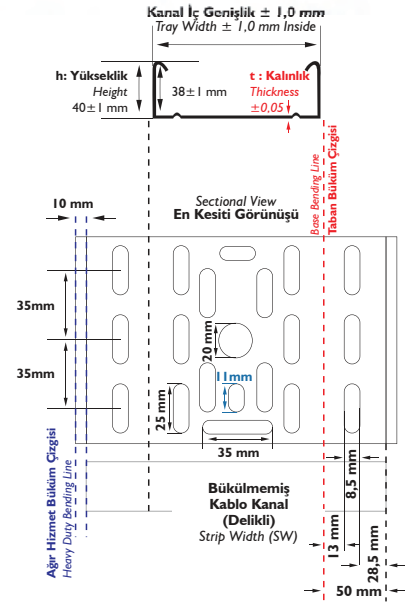 Kanal İç Genişlik ± 1,0 mm
Tray Width ± 1,0 mm Inside
h: Yükseklik
Height
40±1 mm
38±1 mm
t : Kalınlık
Thickness
±0,05
10 mm
Sectional View
En Kesiti Görünüşü
Base Bending Line
Taban Büküm Çizgisi
35mm
35mm
20 mm
11mm
25 mm
35 mm
Ağır Hizmet Büküm Çizgisi
Heavy Duty Bending Line
Bükülmemiş
Kablo Kanal
(Delikli)
Strip Width (SW)
8,5 mm
13 mm
28,5 mm
50 mm